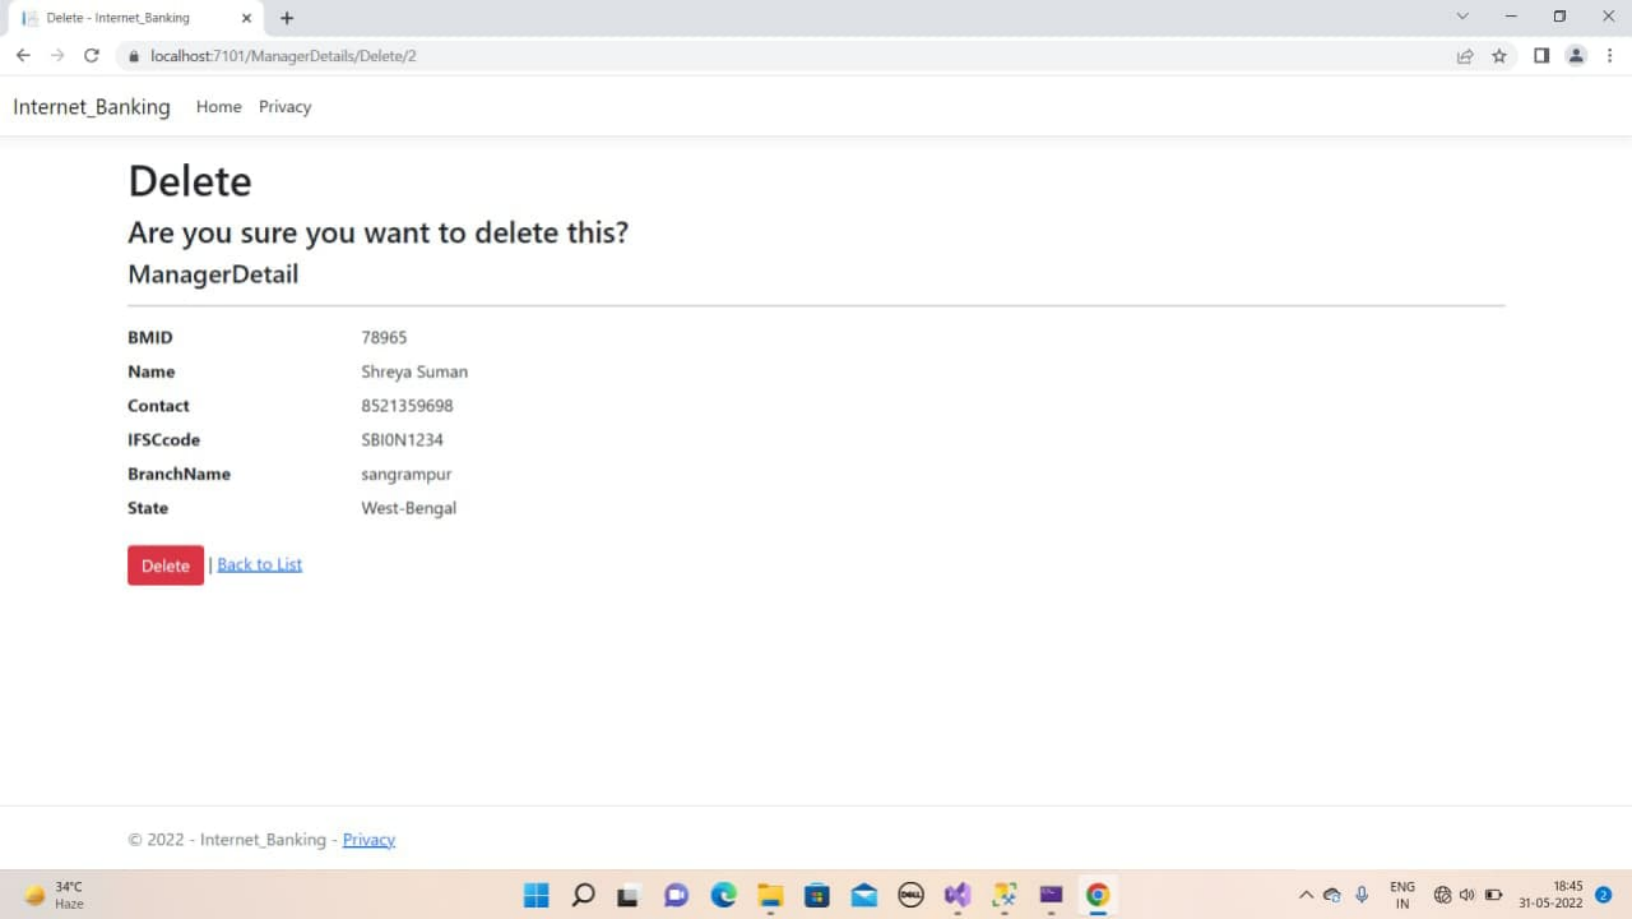 Delete - Internet_Banking
localhost:7101/ManagerDetails/Delete/2
Internet_Banking Home Privacy
Delete
Are you sure you want to delete this?
ManagerDetail
BMID 78965
Name Shreya Suman
Contact 8521359698
IFSCcode SBI0N1234
BranchName sangrampur
State West-Bengal
Delete | Back to List
© 2022 - Internet_Banking - Privacy
34°C
Haze
DELL
ENG
IN
18:45
31-05-2022
2